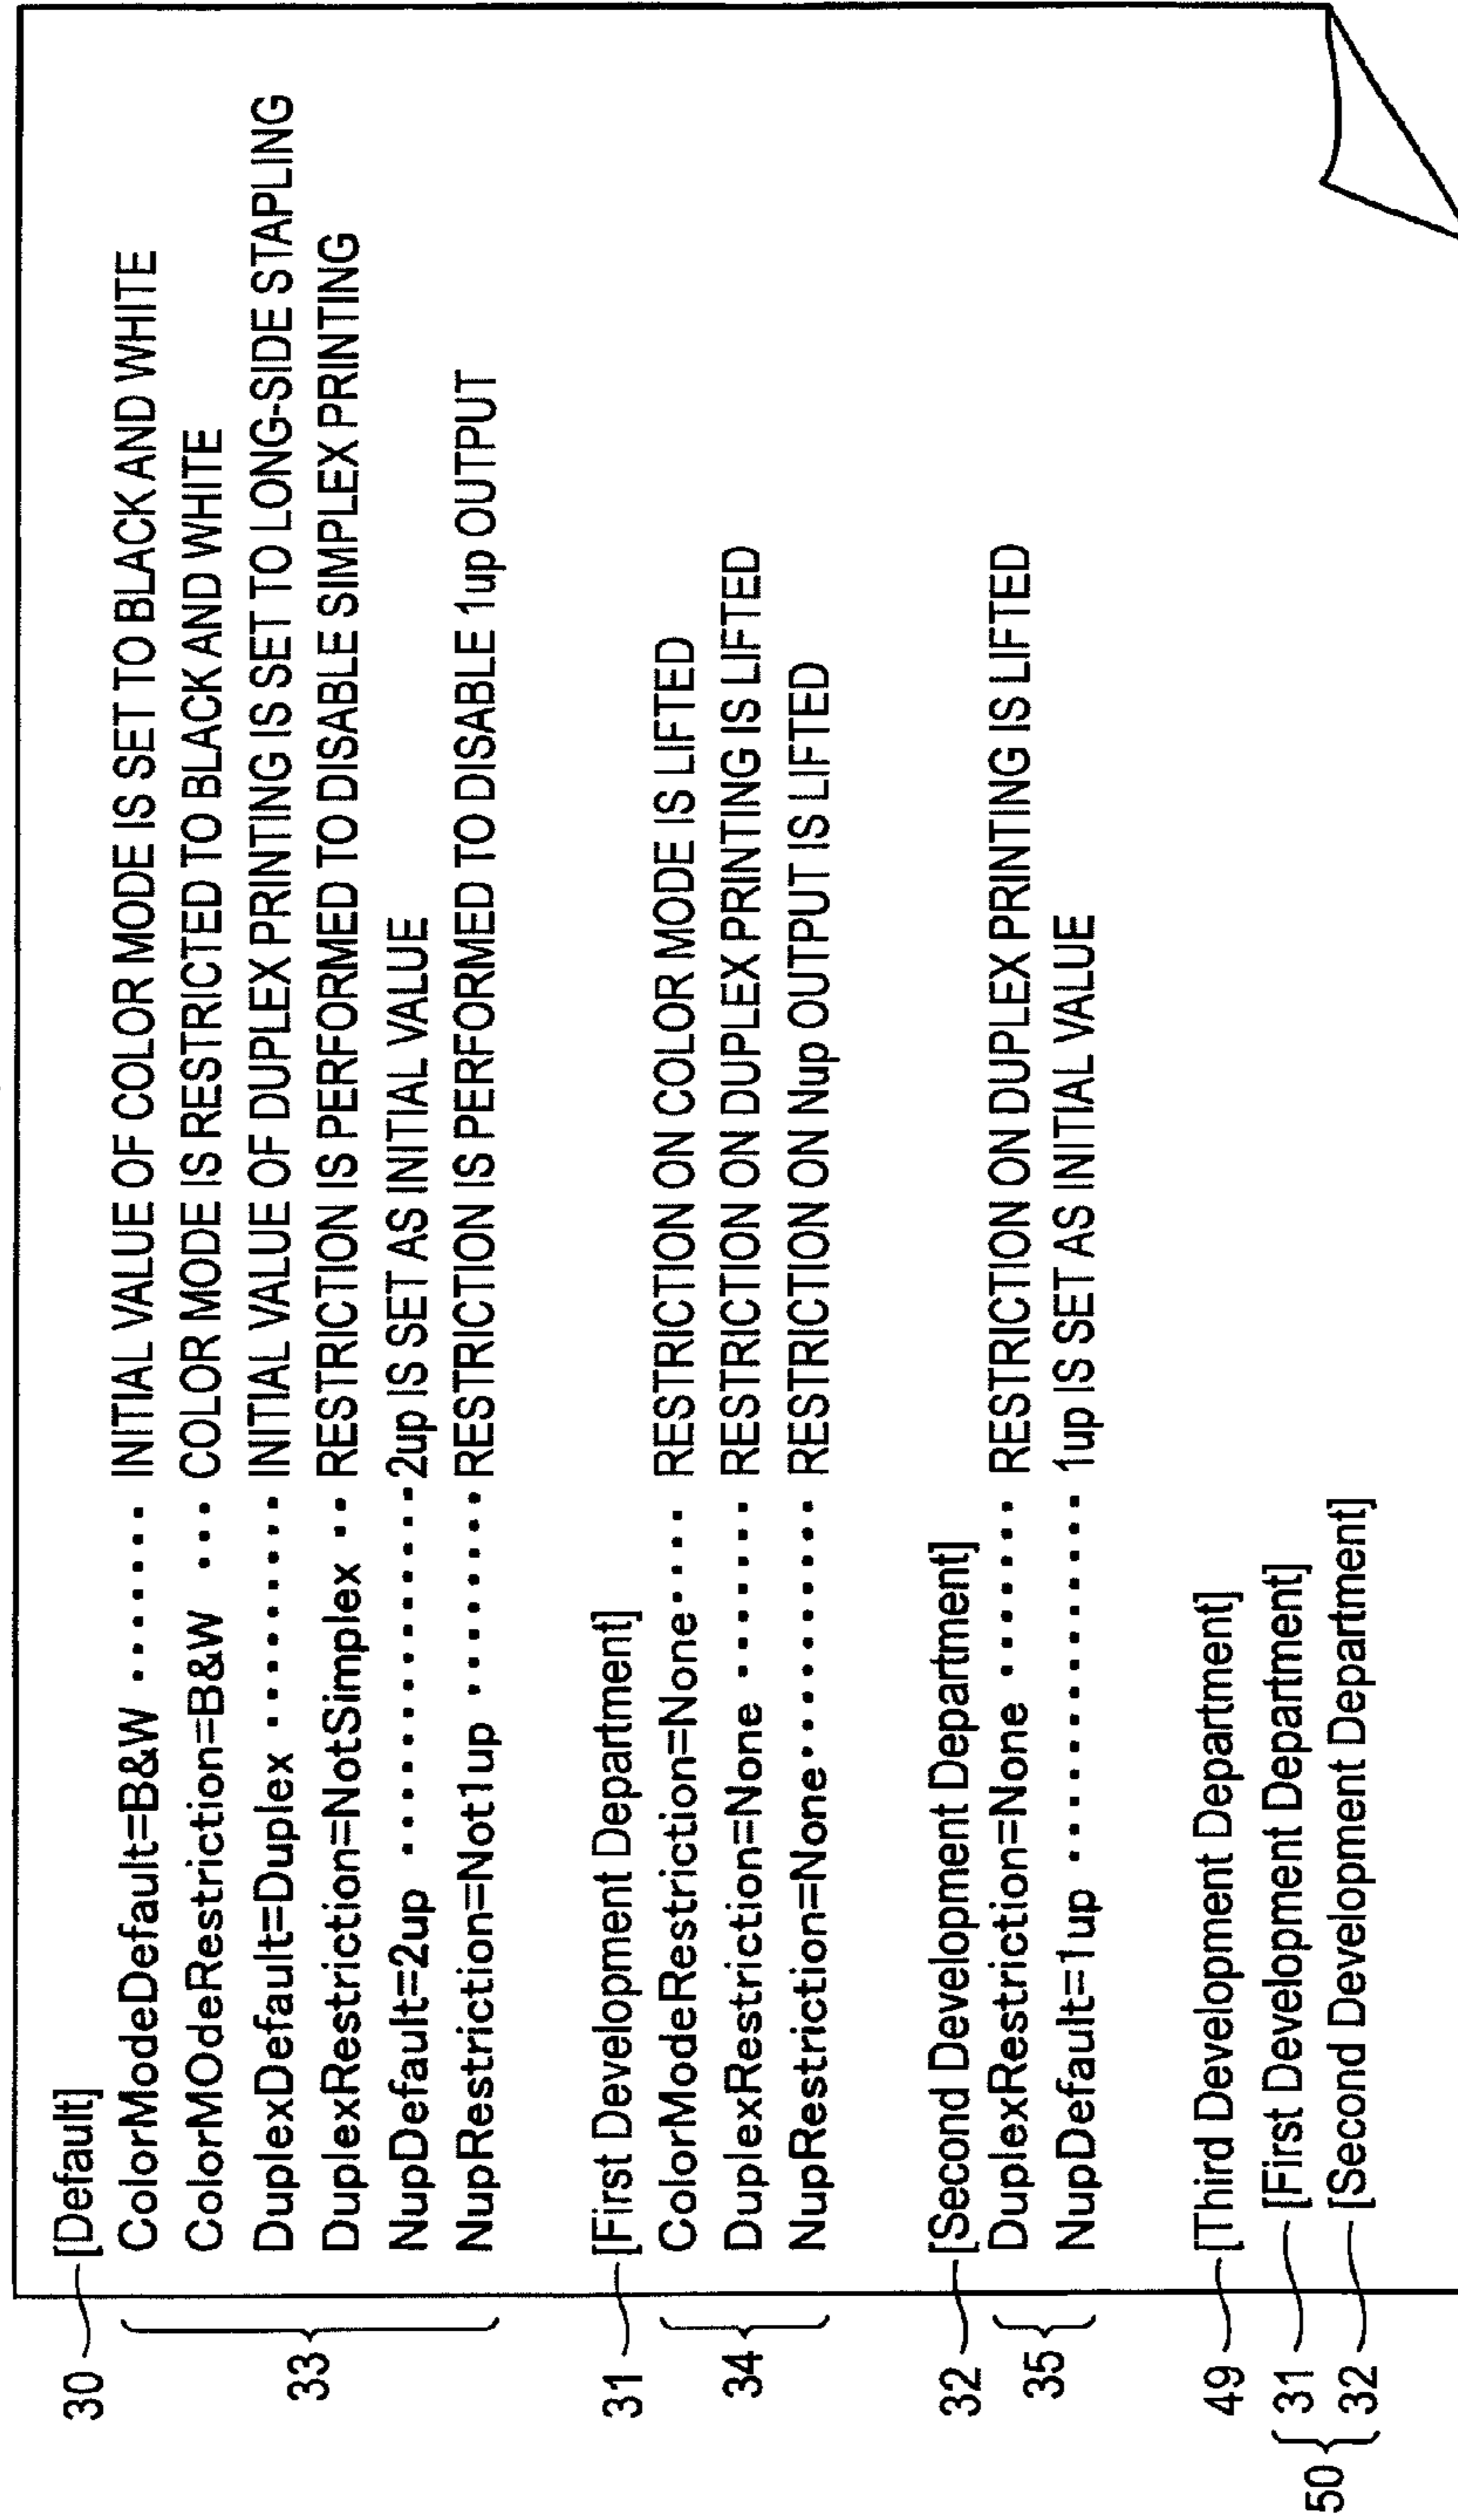 30 [Default]
ColorModeDefault=B&W ······· INITIAL VALUE OF COLOR MODE IS SET TO BLACK AND WHITE
ColorMOdeRestriction=B&W ··· COLOR MODE IS RESTRICTED TO BLACK AND WHITE
33 DuplexDefault=Duplex ········· INITIAL VALUE OF DUPLEX PRINTING IS SET TO LONG-SIDE STAPLING
DuplexRestriction=NotSimplex ·· RESTRICTION IS PERFORMED TO DISABLE SIMPLEX PRINTING
NupDefault=2up ·············· 2up IS SET AS INITIAL VALUE
NupRestriction=Not1up ········ RESTRICTION IS PERFORMED TO DISABLE 1up OUTPUT
31 [First Development Department]
ColorModeRestriction=None···· RESTRICTION ON COLOR MODE IS LIFTED
34 DuplexRestriction=None ······· RESTRICTION ON DUPLEX PRINTING IS LIFTED
NupRestriction=None·········· RESTRICTION ON Nup OUTPUT IS LIFTED
32 [Second Development Department]
35 DuplexRestriction=None ······· RESTRICTION ON DUPLEX PRINTING IS LIFTED
NupDefault=1up ·············· 1up IS SET AS INITIAL VALUE
49 [Third Development Department]
50 31 [First Development Department]
32 [Second Development Department]